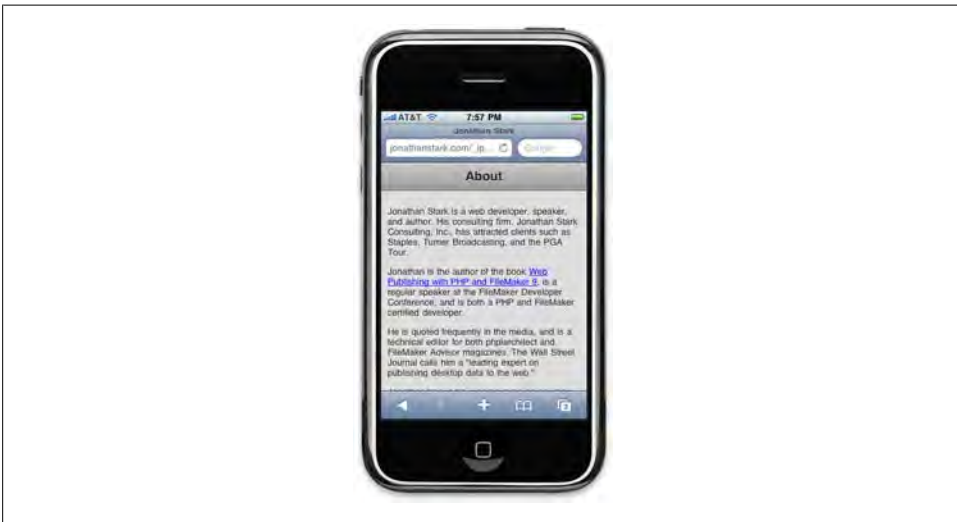 AT&T 7:57 PM
Jonathan Stark
jonathanstark.com/_jp... Google
About
Jonathan Stark is a web developer, speaker,
and author. His consulting firm, Jonathan Stark
Consulting, Inc., has attracted clients such as
Staples, Turner Broadcasting, and the PGA
Tour.
Jonathan is the author of the book Web
Publishing with PHP and FileMaker 9, is a
regular speaker at the FileMaker Developer
Conference, and is both a PHP and FileMaker
certified developer.
He is quoted frequently in the media, and is a
technical editor for both php|architect and
FileMaker Advisor magazines. The Wall Street
Journal calls him a "leading expert on
publishing desktop data to the web."